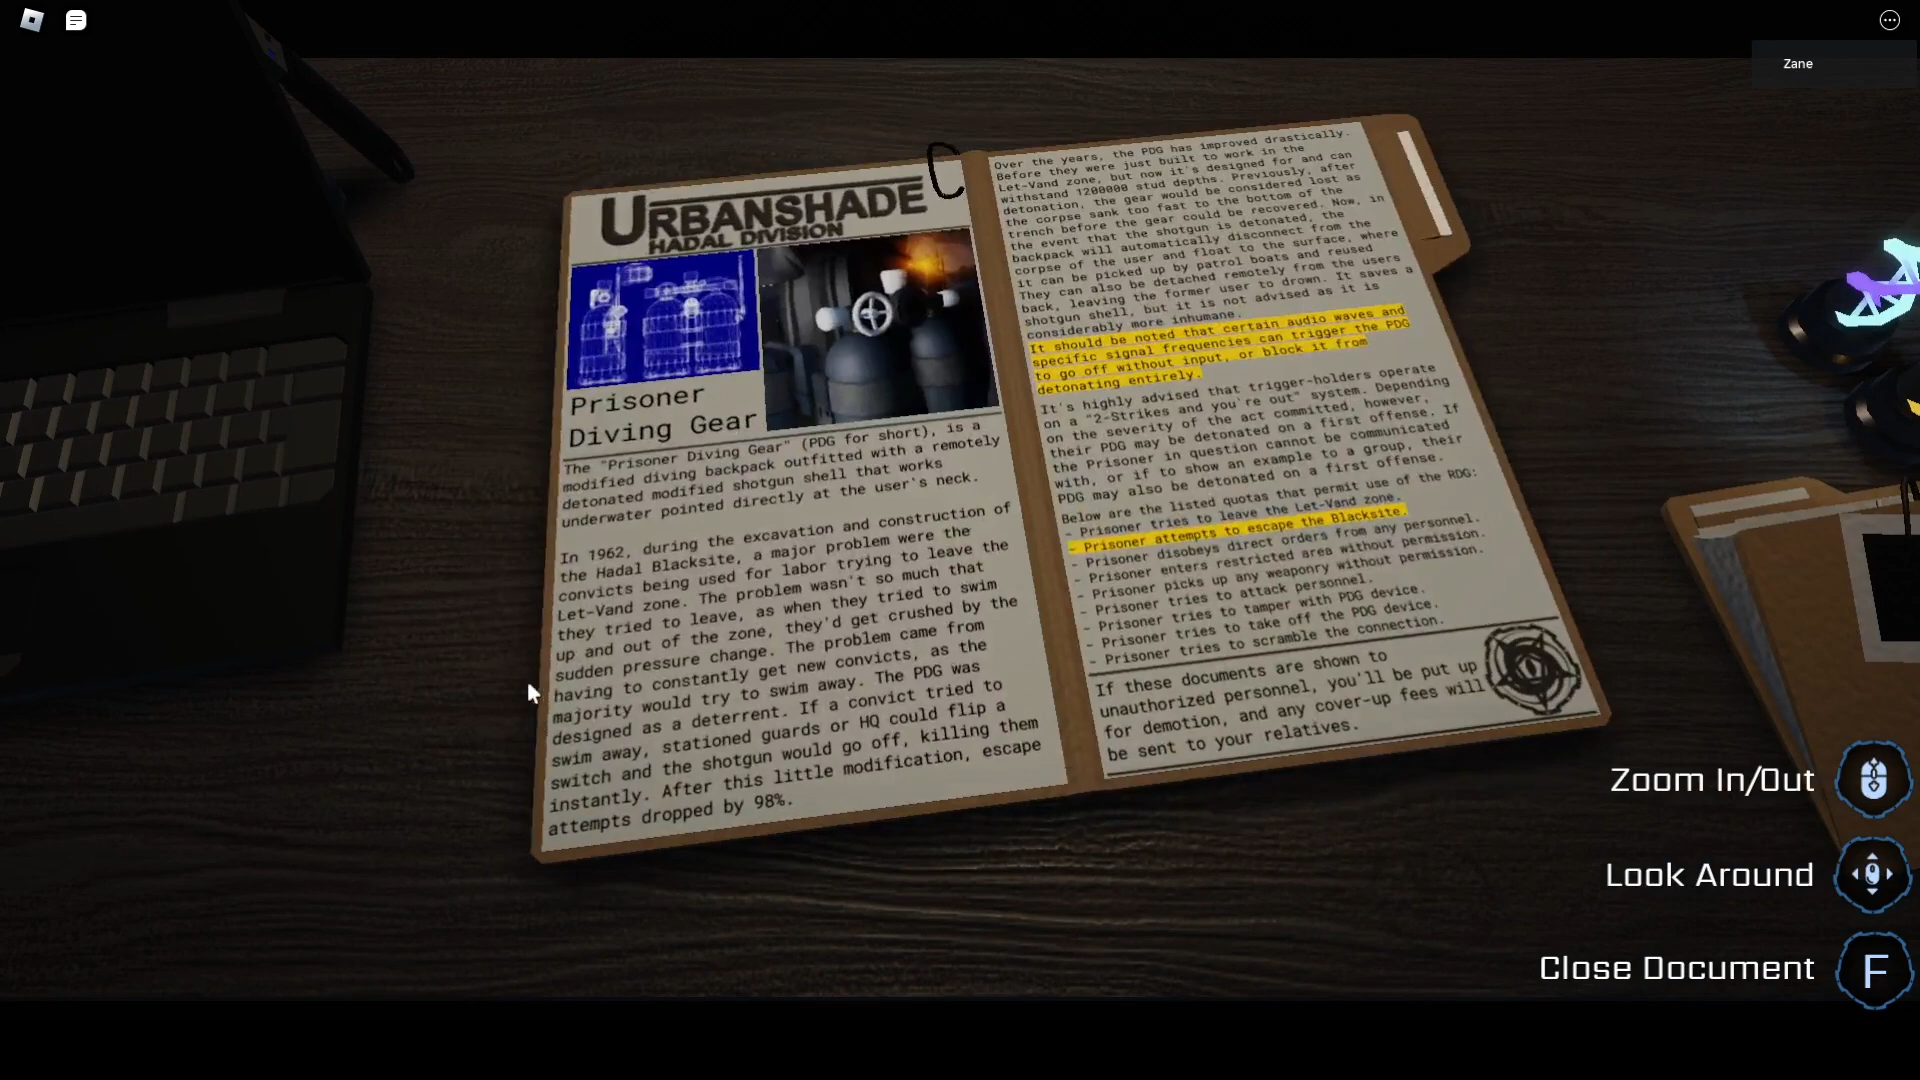 Zane
URBANSHADE
HADAL DIVISION
Prisoner
Diving Gear
The "Prisoner Diving Gear" (PDG for short), is a
modified diving backpack outfitted with a remotely
detonated modified shotgun shell that works
underwater pointed directly at the user's neck.
In 1962, during the excavation and construction of
the Hadal Blacksite, a major problem were the
convicts being used for labor trying to leave the
Let-Vand zone. The problem wasn't so much that
they tried to leave, as when they tried to swim
up and out of the zone, they'd get crushed by the
sudden pressure change. The problem came from
having to constantly get new convicts, as the
majority would try to swim away. The PDG was
designed as a deterrent. If a convict tried to
swim away, stationed guards or HQ could flip a
switch and the shotgun would go off, killing them
instantly. After this little modification, escape
attempts dropped by 98%.
Over the years, the PDG has improved drastically.
Before they were just built to work in the
Let-Vand zone, but now it's designed for and can
withstand 1200000 stud depths. Previously, after
detonation, the gear would be considered lost as
the corpse sank too fast to the bottom of the
trench before the gear could be recovered. Now, in
the event that the shotgun is detonated, the
backpack will automatically disconnect from the
corpse of the user and float to the surface, where
it can be picked up by patrol boats and reused
They can also be detached remotely from the users
back, leaving the former user to drown. It saves a
shotgun shell, but it is not advised as it is
considerably more inhumane.
It should be noted that certain audio waves and
specific signal frequencies can trigger the PDG
to go off without input, or block it from
detonating entirely.
It's highly advised that trigger-holders operate
on a "2-Strikes and you're out" system. Depending
on the severity of the act committed, however,
their PDG may be detonated on a first offense. If
the Prisoner in question cannot be communicated
with, or if to show an example to a group, their
PDG may also be detonated on a first offense.
Below are the listed quotas that permit use of the RDG:
- Prisoner tries to leave the Let-Vand zone.
- Prisoner attempts to escape the Blacksite.
- Prisoner disobeys direct orders from any personnel.
- Prisoner enters restricted area without permission.
- Prisoner picks up any weaponry without permission.
- Prisoner tries to attack personnel.
- Prisoner tries to tamper with PDG device.
- Prisoner tries to take off the PDG device.
- Prisoner tries to scramble the connection.
If these documents are shown to
unauthorized personnel, you'll be put up
for demotion, and any cover-up fees will
be sent to your relatives.
Zoom In/Out
Look Around
Close Document
F